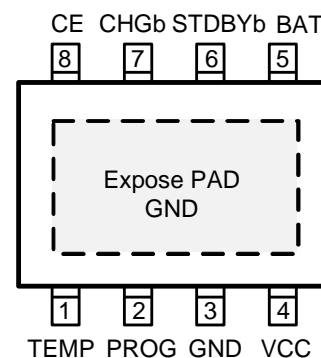 CE CHGb STDBYb BAT
8 7 6 5
Expose PAD
GND
1 2 3 4
TEMP PROG GND VCC